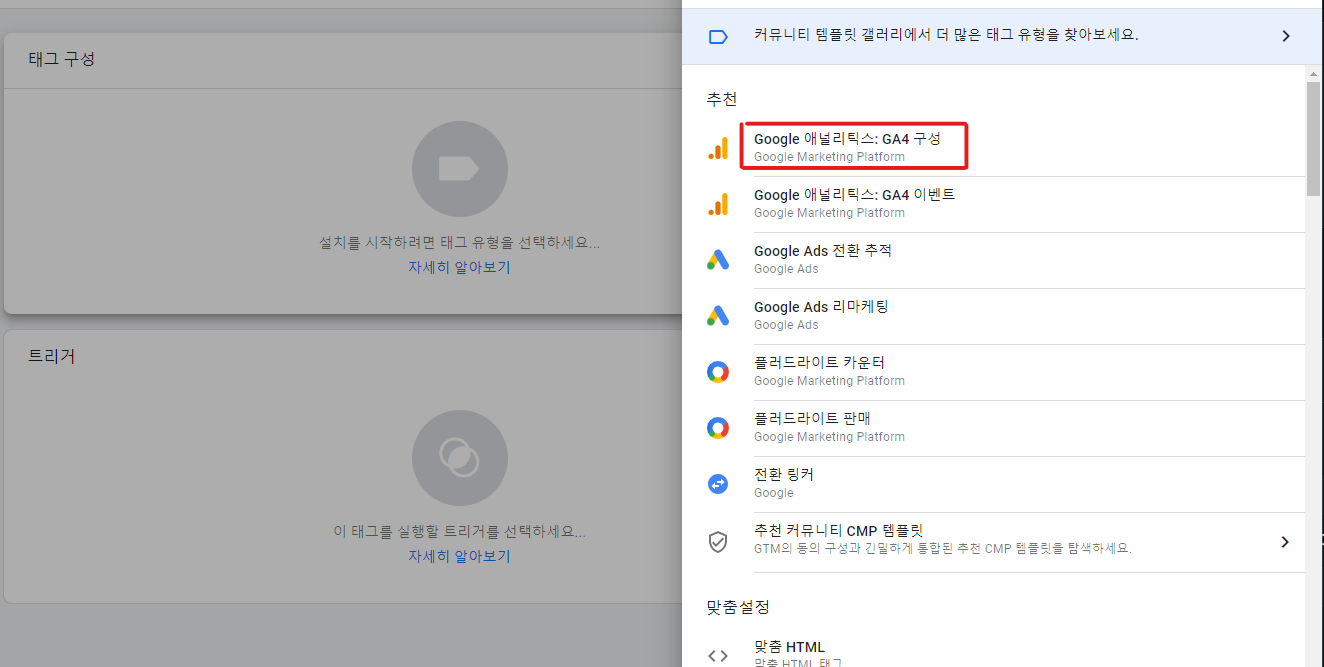 태그 구성
설치를 시작하려면 태그 유형을 선택하세요...
자세히 알아보기
트리거
이 태그를 실행할 트리거를 선택하세요...
자세히 알아보기
커뮤니티 템플릿 갤러리에서 더 많은 태그 유형을 찾아보세요.
추천
Google 애널리틱스: GA4 구성
Google Marketing Platform
Google 애널리틱스: GA4 이벤트
Google Marketing Platform
Google Ads 전환 추적
Google Ads
Google Ads 리마케팅
Google Ads
플러드라이트 카운터
Google Marketing Platform
플러드라이트 판매
Google Marketing Platform
전환 링커
Google
추천 커뮤니티 CMP 템플릿
GTM의 동의 구성과 긴밀하게 통합된 추천 CMP 템플릿을 탐색하세요.
맞춤설정
맞춤 HTML
맞춤 HTML 태그